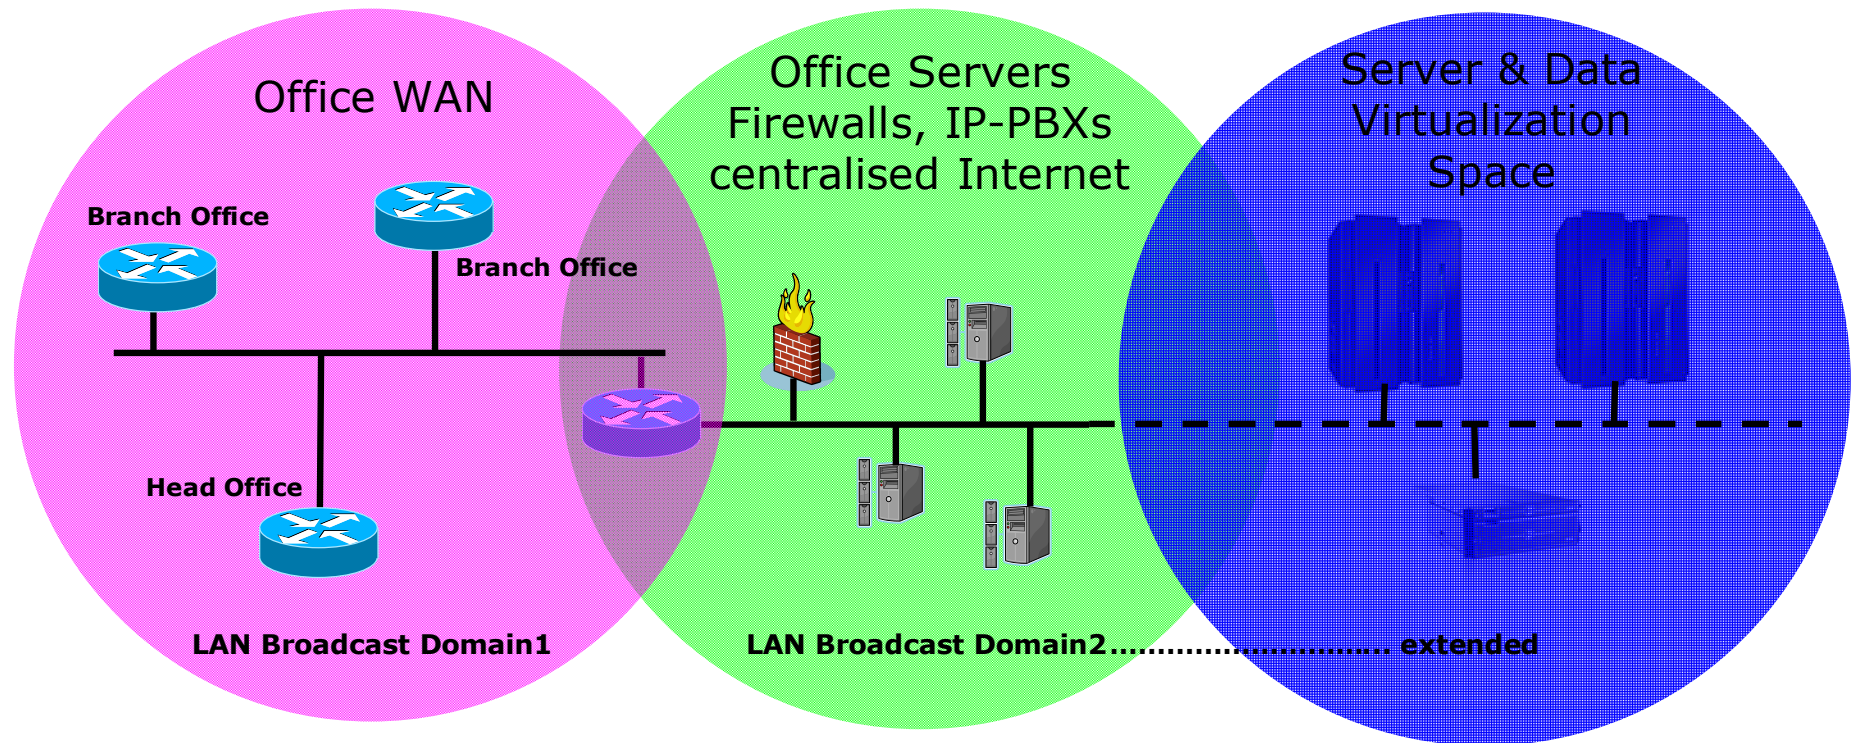 Office WAN
Office Servers
Firewalls, IP-PBXs
centralised Internet
Server & Data
Virtualization
Space
Branch Office
Branch Office
Head Office
LAN Broadcast Domain1
LAN Broadcast Domain2.............................. extended